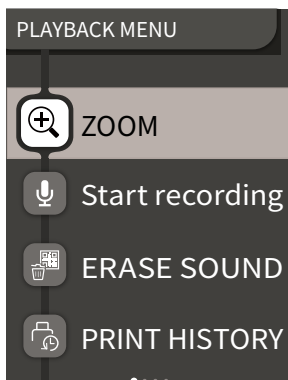 PLAYBACK MENU
ZOOM
Start recording
ERASE SOUND
PRINT HISTORY